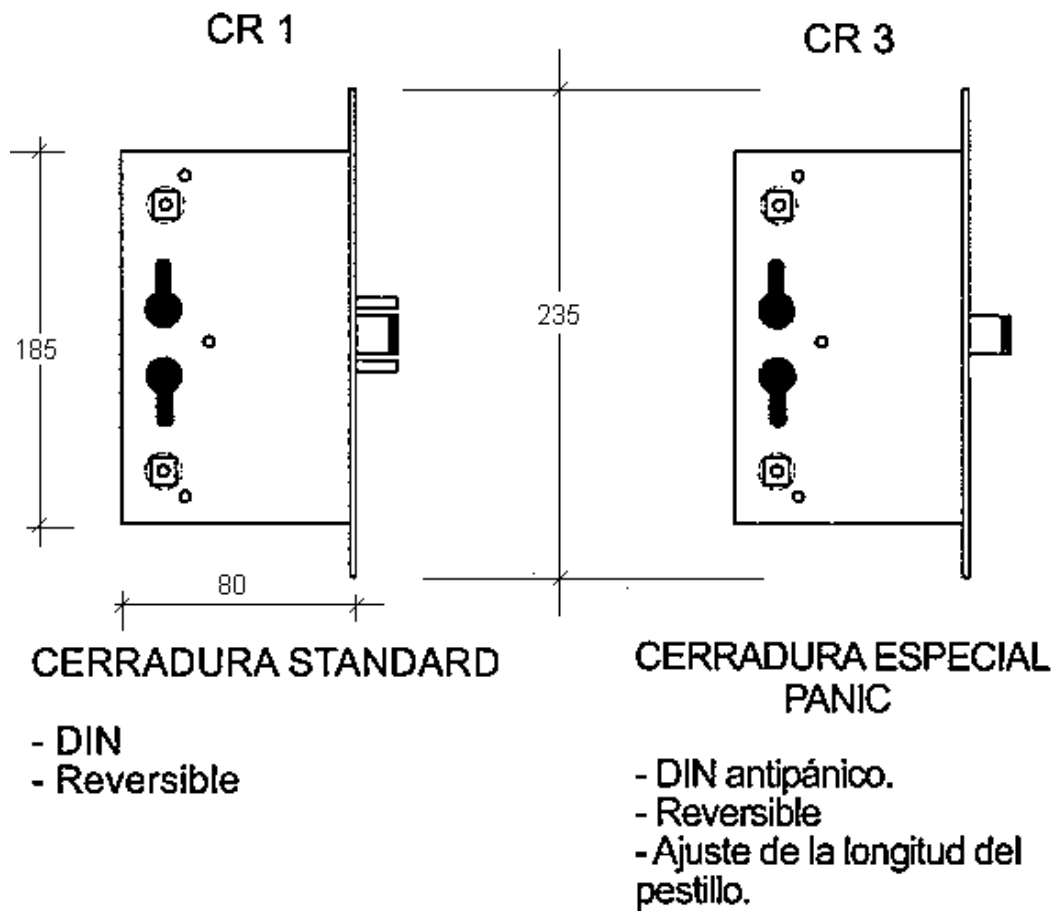 CR 1
CR 3
235
185
80
CERRADURA STANDARD
- DIN
- Reversible
CERRADURA ESPECIAL
PANIC
- DIN antipánico.
- Reversible
- Ajuste de la longitud del
pestillo.